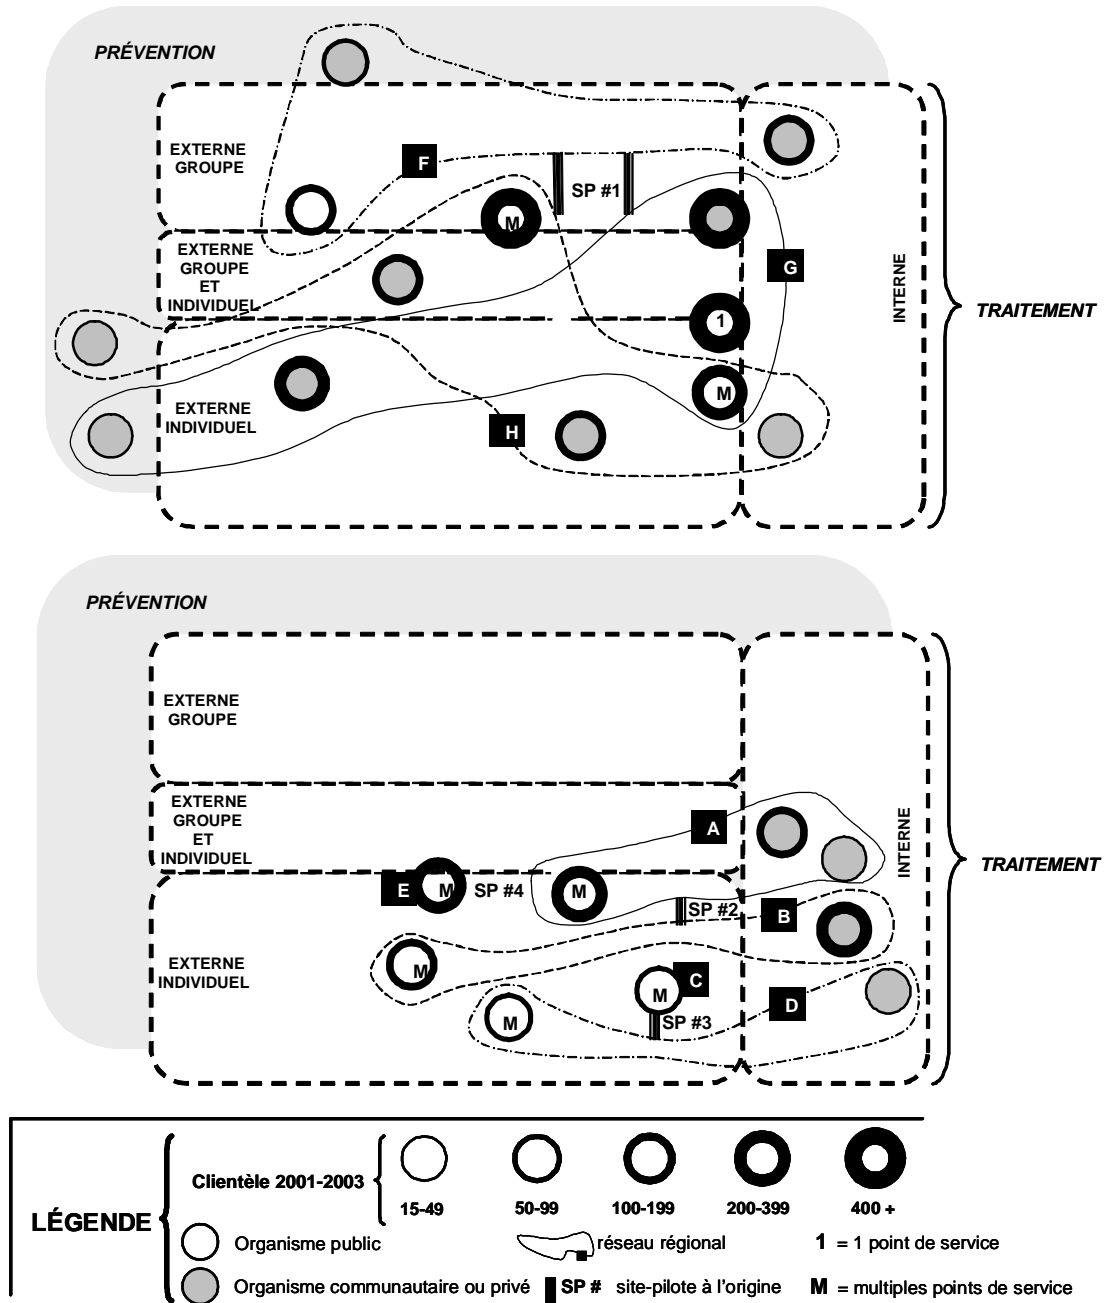 PRÉVENTION
EXTERNE
GROUPE
F
SP #1
M
EXTERNE
GROUPE
ET
INDIVIDUEL
G
INTERNE
TRAITEMENT
1
M
EXTERNE
INDIVIDUEL
H
PRÉVENTION
EXTERNE
GROUPE
EXTERNE
GROUPE
ET
INDIVIDUEL
A
INTERNE
TRAITEMENT
E
M
SP #4
M
SP #2
B
EXTERNE
INDIVIDUEL
M
C
M
D
M
SP #3
LÉGENDE
Clientèle 2001-2003
15-49
50-99
100-199
200-399
400 +
Organisme public
réseau régional
1 = 1 point de service
Organisme communautaire ou privé
SP # site-pilote à l'origine
M = multiples points de service